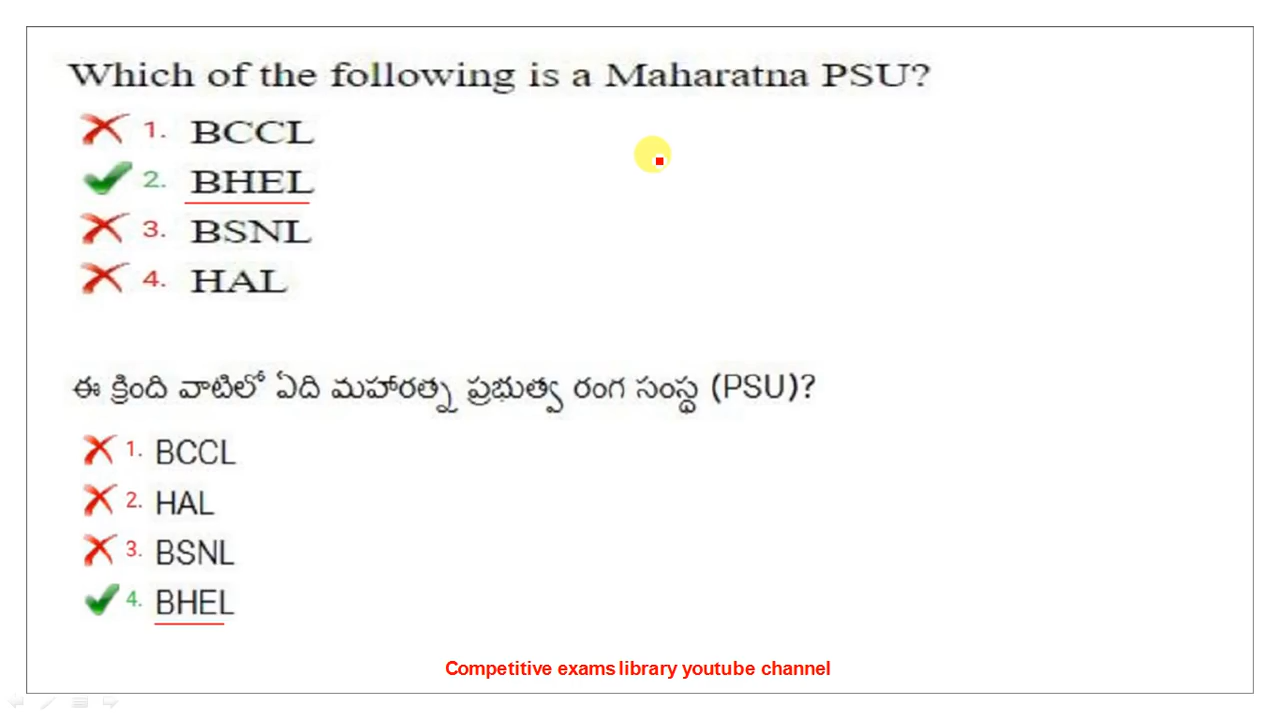 Which of the following is a Maharatna PSU?
1. BCCL
2. BHEL
3. BSNL
4. HAL
ఈ క్రింది వాటిలో ఏది మహారత్న ప్రభుత్వ రంగ సంస్థ (PSU)?
1. BCCL
2. HAL
3. BSNL
4. BHEL
Competitive exams library youtube channel